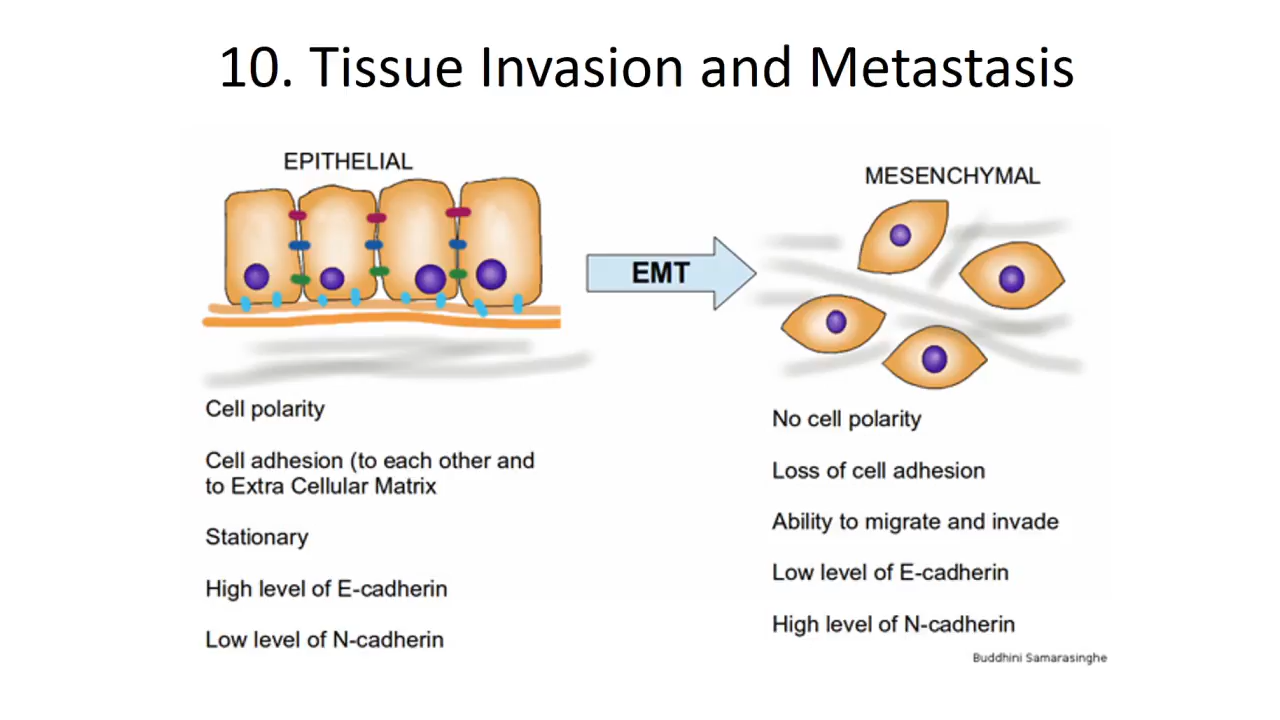 10. Tissue Invasion and Metastasis
EPITHELIAL
EMT
MESENCHYMAL
Cell polarity
Cell adhesion (to each other and
to Extra Cellular Matrix
Stationary
High level of E-cadherin
Low level of N-cadherin
No cell polarity
Loss of cell adhesion
Ability to migrate and invade
Low level of E-cadherin
High level of N-cadherin
Buddhini Samarasinghe